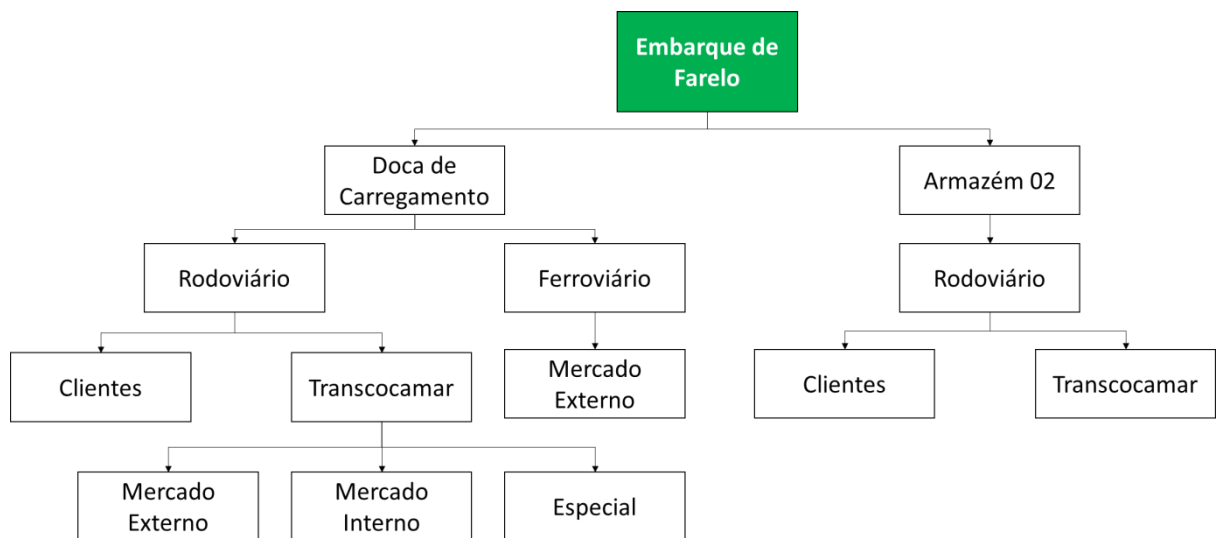 Embarque de
Farelo
Doca de
Carregamento
Armazém 02
Rodoviário
Ferroviário
Rodoviário
Clientes
Transcocamar
Mercado
Externo
Clientes
Transcocamar
Mercado
Externo
Mercado
Interno
Especial